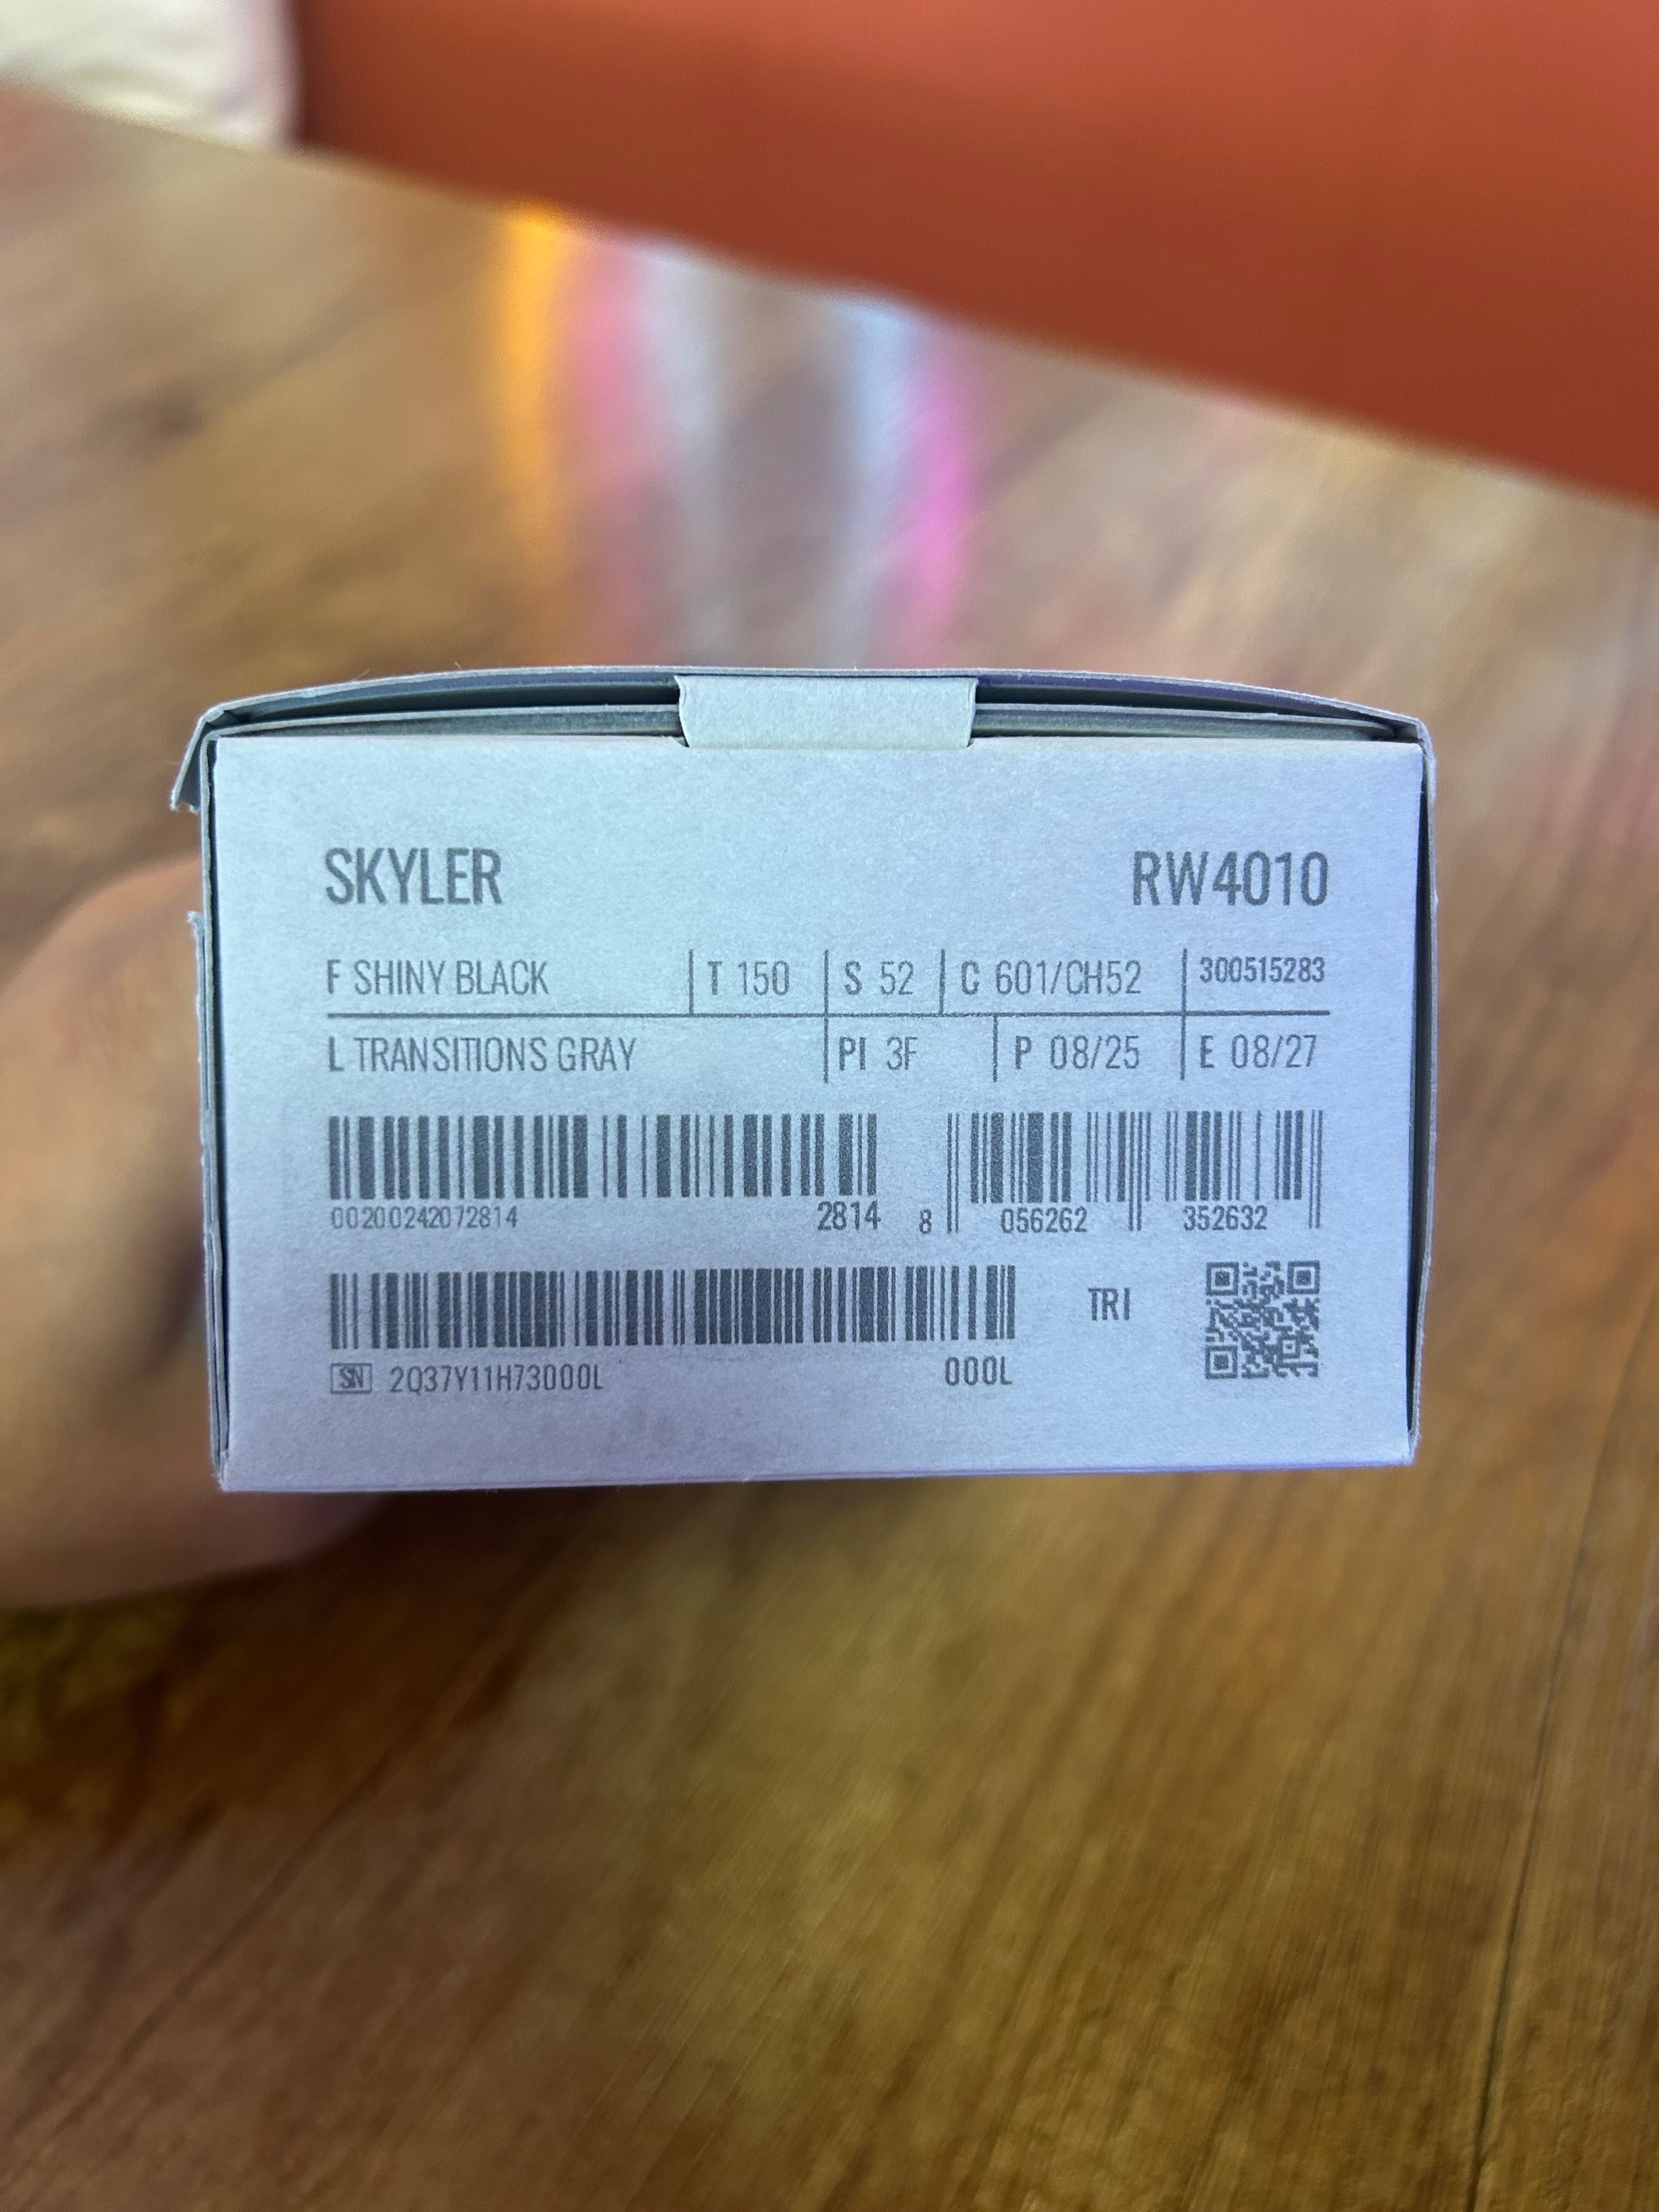 SKYLER RW4010
F SHINY BLACK T 150 S 52 C 601/CH52 300515283
L TRANSITIONS GRAY PI 3F P 08/25 E 08/27
00200242072814 2814 8 056262 352632
TRI
SN 2Q37Y11H73000L 000L